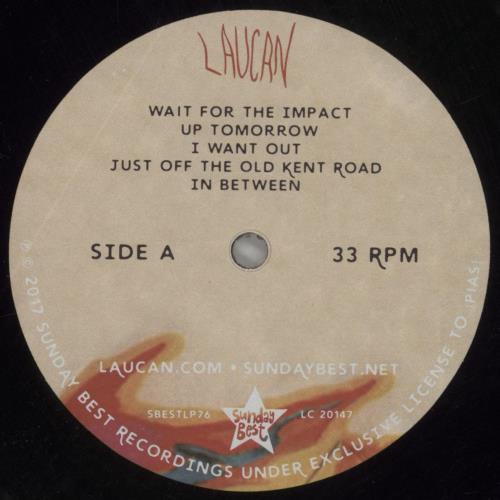 LAUCAN
WAIT FOR THE IMPACT
UP TOMORROW
I WANT OUT
JUST OFF THE OLD KENT ROAD
IN BETWEEN
SIDE A
33 RPM
LAUCAN.COM • SUNDAYBEST.NET
SBESTLP76
Sunday
Best
LC 20147
℗ © 2017 SUNDAY BEST RECORDINGS UNDER EXCLUSIVE LICENSE TO [PIAS]